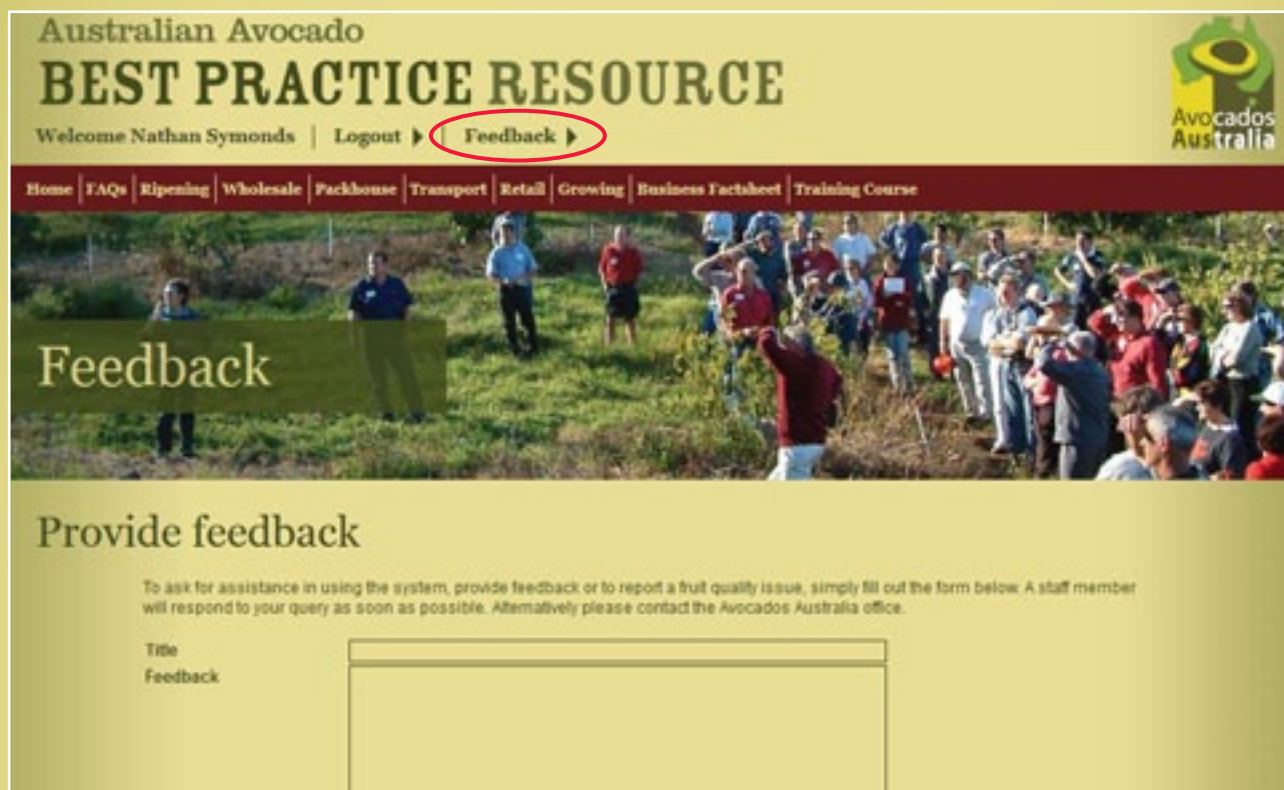 Australian Avocado
BEST PRACTICE RESOURCE
Welcome Nathan Symonds | Logout | Feedback
Avocados
Australia
Home | FAQs | Ripening | Wholesale | Packhouse | Transport | Retail | Growing | Business Factsheet | Training Course
Feedback
Provide feedback
To ask for assistance in using the system, provide feedback or to report a fruit quality issue, simply fill out the form below. A staff member
will respond to your query as soon as possible. Alternatively please contact the Avocados Australia office.
Title
Feedback